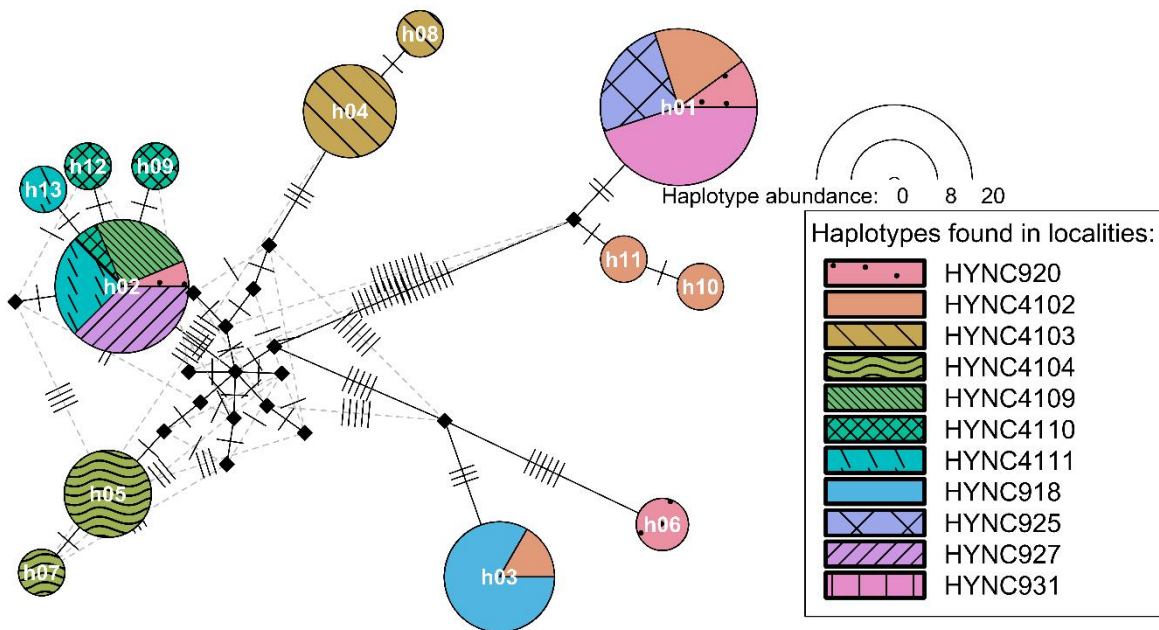 h08
h04
h01
h12
h09
h13
h02
h11
h10
h05
h07
h03
h06
Haplotype abundance: 0 8 20
Haplotypes found in localities:
HYNC920
HYNC4102
HYNC4103
HYNC4104
HYNC4109
HYNC4110
HYNC4111
HYNC918
HYNC925
HYNC927
HYNC931